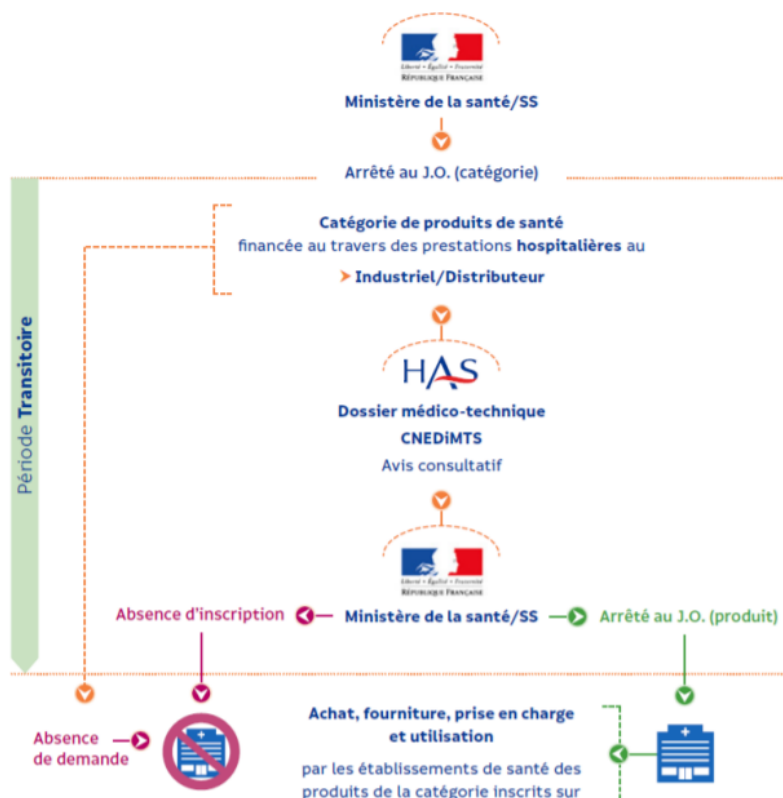 Liberté • Égalité • Fraternité
RÉPUBLIQUE FRANÇAISE
Ministère de la santé/SS
Arrêté au J.O. (catégorie)
Catégorie de produits de santé
financée au travers des prestations hospitalières au
Industriel/Distributeur
Période Transitoire
HAS
Dossier médico-technique
CNEDiMTS
Avis consultatif
Liberté • Égalité • Fraternité
RÉPUBLIQUE FRANÇAISE
Absence d'inscription
Ministère de la santé/SS
Arrêté au J.O. (produit)
Absence
de demande
Achat, fourniture, prise en charge
et utilisation
par les établissements de santé des
produits de la catégorie inscrits sur